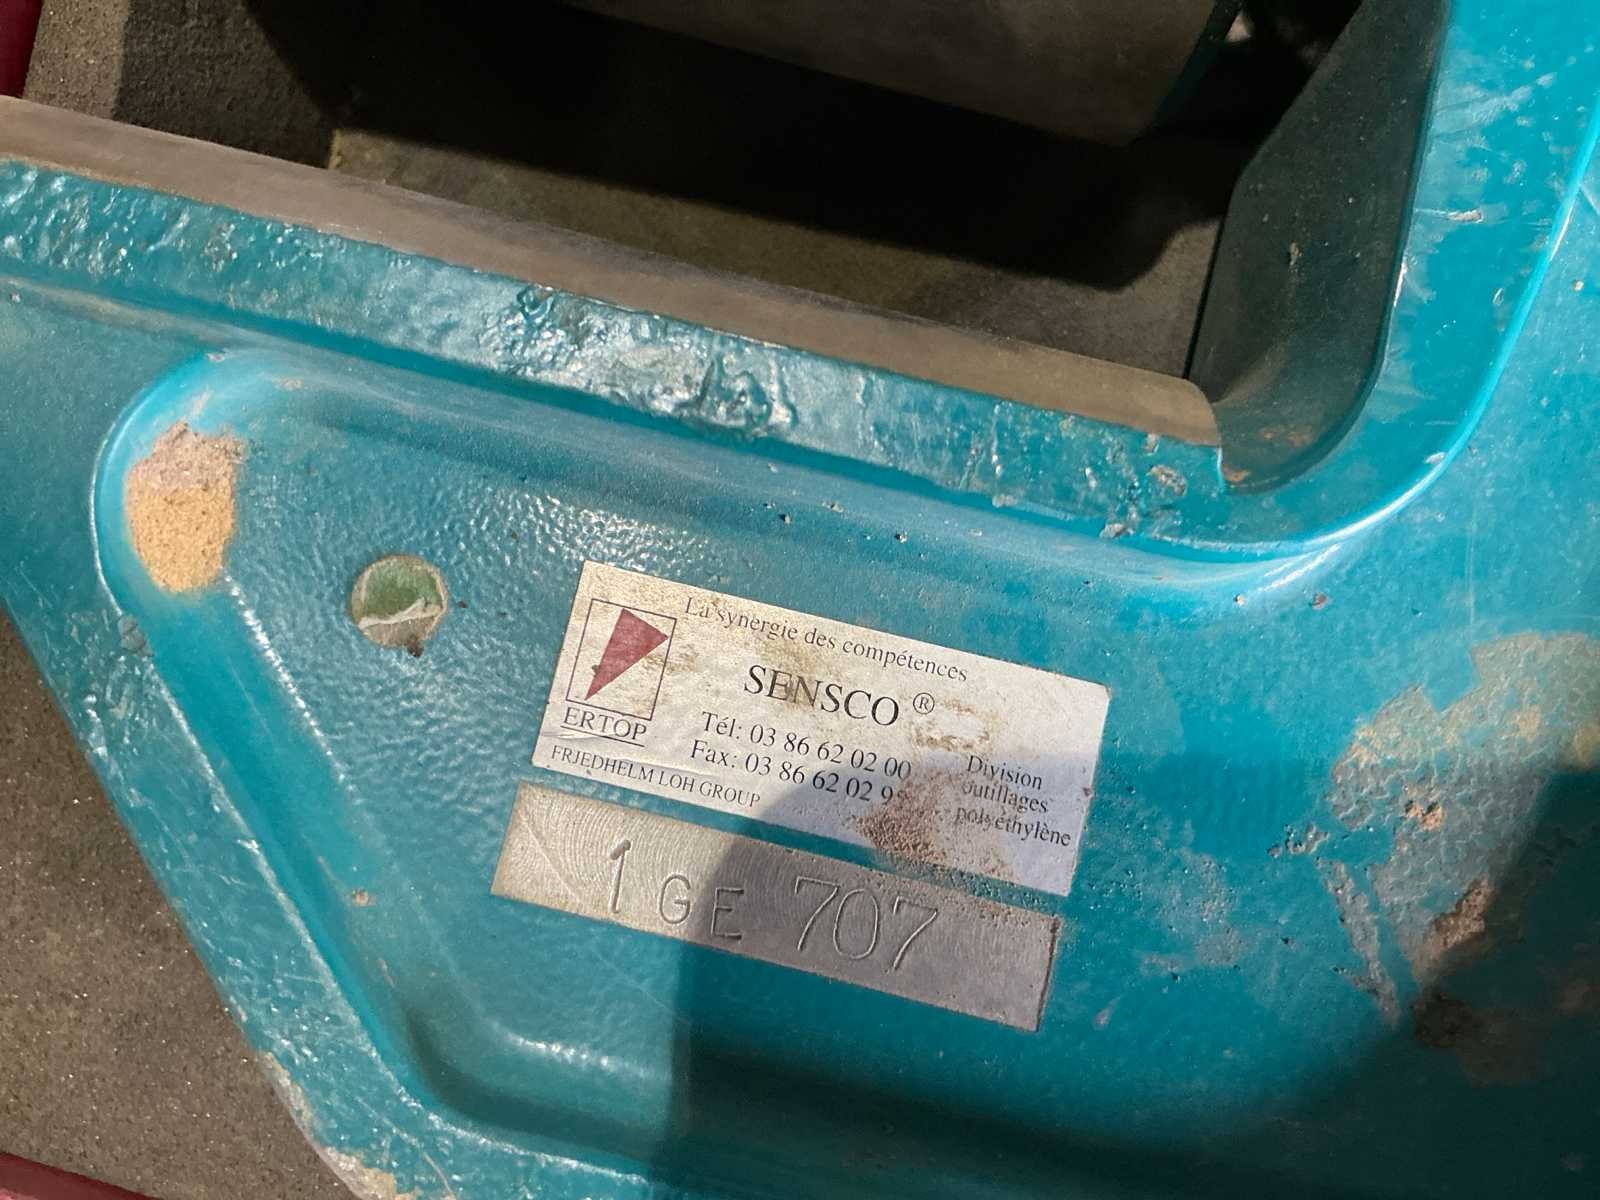 La synergie des compétences
SENSCO ®
ERTOP
Tél: 03 86 62 02 00
Fax: 03 86 62 02
FRIEDHELM LOH GROUP
Division
outillages
polyéthylène
1 GE 707